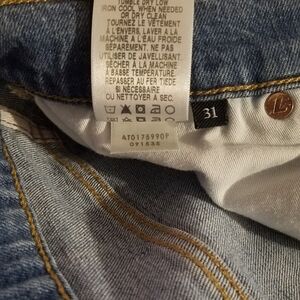 TUMBLE DRY LOW
IRON COOL WHEN NEEDED
OR DRY CLEAN
TOURNEZ LE VÊTEMENT
À L'ENVERS, LAVER À LA
MACHINE À L'EAU FROIDE
SÉPARÉMENT. NE PAS
UTILISER DE JAVELLISANT.
SÉCHER À LA MACHINE
À BASSE TEMPÉRATURE.
REPASSER AU FER TIÈDE
SI NÉCESSAIRE
OU NETTOYER À SEC.
31
ATO175990P
091535